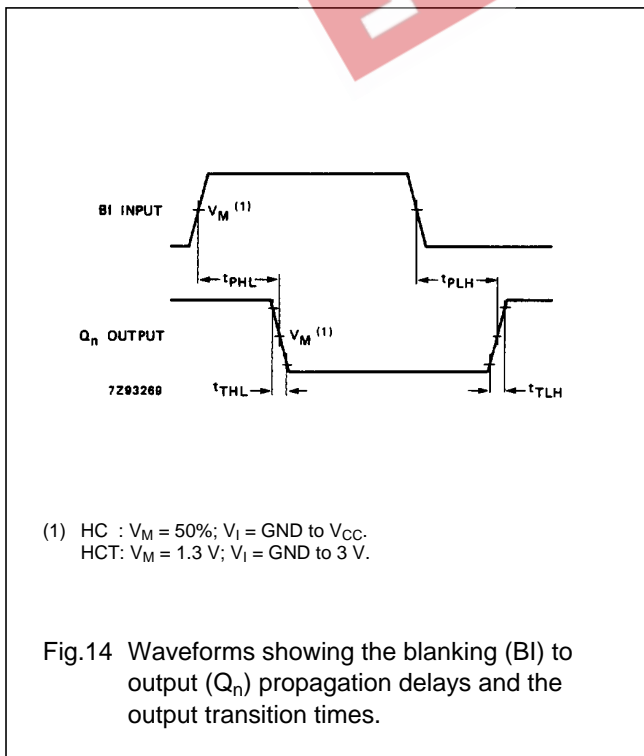 BI INPUT
V_M (1)
t_PHL
t_PLH
Q_n OUTPUT
V_M (1)
7Z93269
t_THL
t_TLH
(1) HC : V_M = 50%; V_I = GND to V_CC.
HCT: V_M = 1.3 V; V_I = GND to 3 V.
Fig.14 Waveforms showing the blanking (BI) to
output (Q_n) propagation delays and the
output transition times.